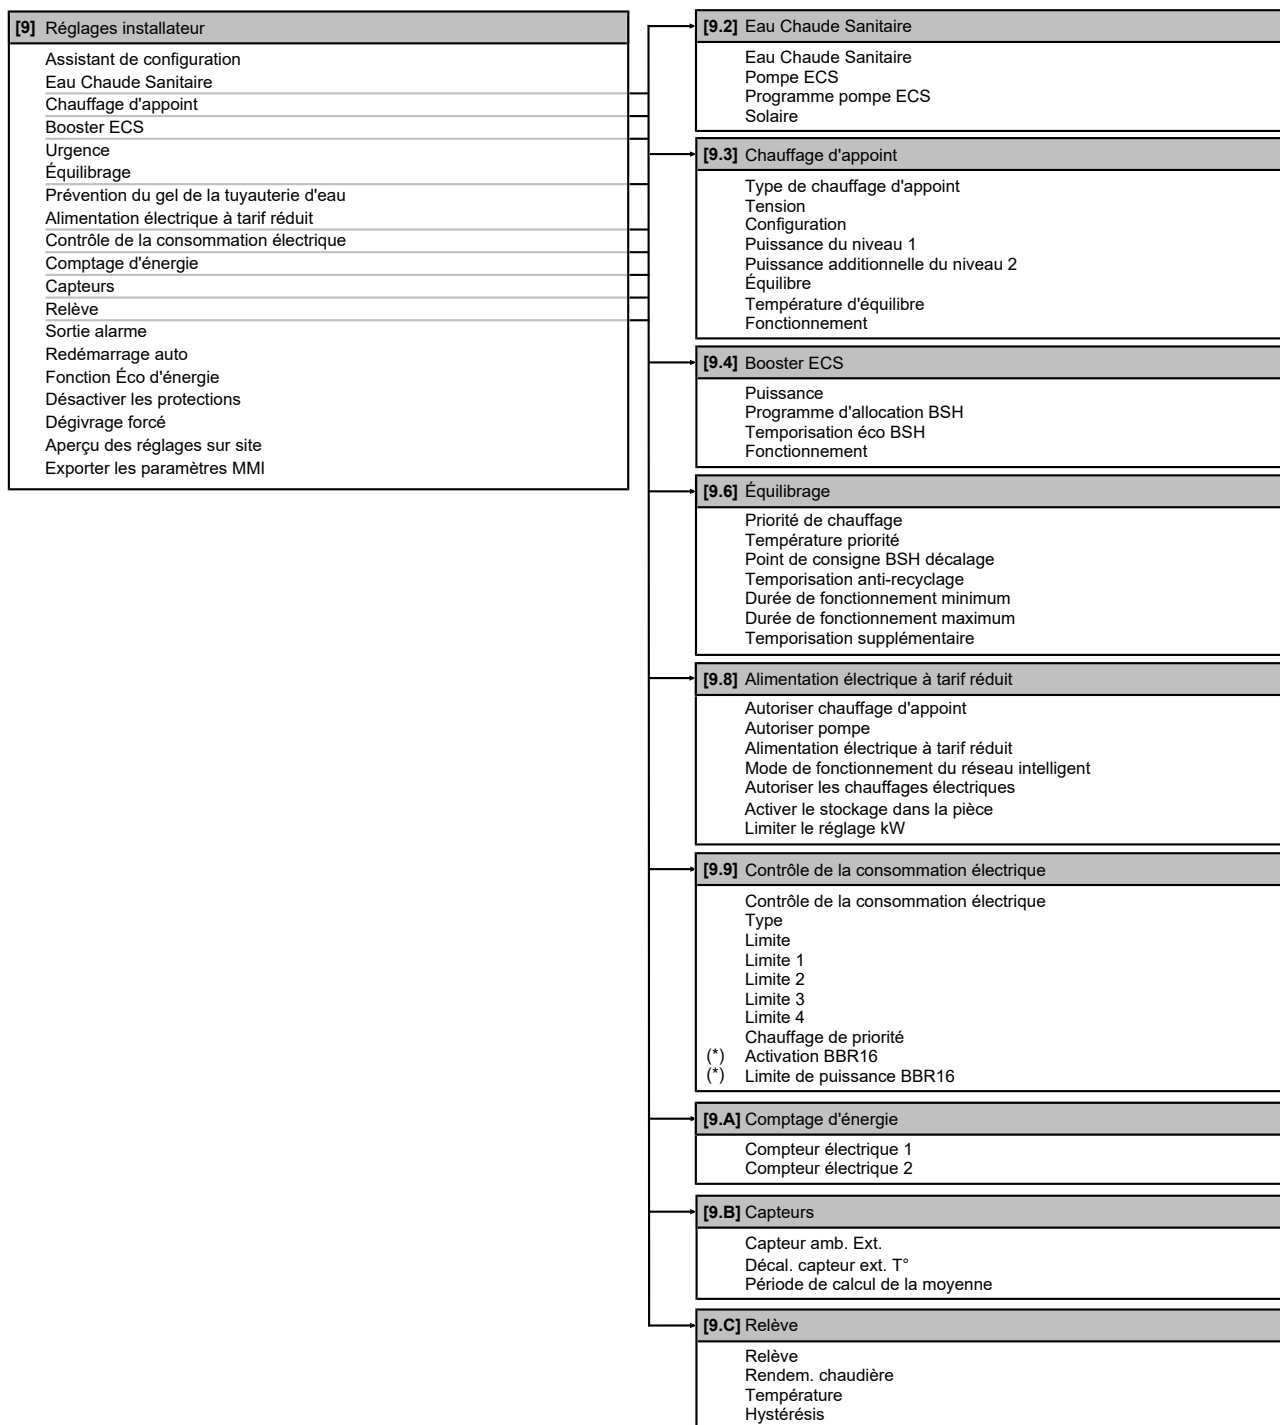 [9] Réglages installateur
Assistant de configuration
Eau Chaude Sanitaire
Chauffage d'appoint
Booster ECS
Urgence
Équilibrage
Prévention du gel de la tuyauterie d'eau
Alimentation électrique à tarif réduit
Contrôle de la consommation électrique
Comptage d'énergie
Capteurs
Relève
Sortie alarme
Redémarrage auto
Fonction Éco d'énergie
Désactiver les protections
Dégivrage forcé
Aperçu des réglages sur site
Exporter les paramètres MMI
[9.2] Eau Chaude Sanitaire
Eau Chaude Sanitaire
Pompe ECS
Programme pompe ECS
Solaire
[9.3] Chauffage d'appoint
Type de chauffage d'appoint
Tension
Configuration
Puissance du niveau 1
Puissance additionnelle du niveau 2
Équilibre
Température d'équilibre
Fonctionnement
[9.4] Booster ECS
Puissance
Programme d'allocation BSH
Temporisation éco BSH
Fonctionnement
[9.6] Équilibrage
Priorité de chauffage
Température priorité
Point de consigne BSH décalage
Temporisation anti-recyclage
Durée de fonctionnement minimum
Durée de fonctionnement maximum
Temporisation supplémentaire
[9.8] Alimentation électrique à tarif réduit
Autoriser chauffage d'appoint
Autoriser pompe
Alimentation électrique à tarif réduit
Mode de fonctionnement du réseau intelligent
Autoriser les chauffages électriques
Activer le stockage dans la pièce
Limiter le réglage kW
[9.9] Contrôle de la consommation électrique
Contrôle de la consommation électrique
Type
Limite
Limite 1
Limite 2
Limite 3
Limite 4
Chauffage de priorité
(*) Activation BBR16
(*) Limite de puissance BBR16
[9.A] Comptage d'énergie
Compteur électrique 1
Compteur électrique 2
[9.B] Capteurs
Capteur amb. Ext.
Décal. capteur ext. T°
Période de calcul de la moyenne
[9.C] Relève
Relève
Rendem. chaudière
Température
Hystérésis